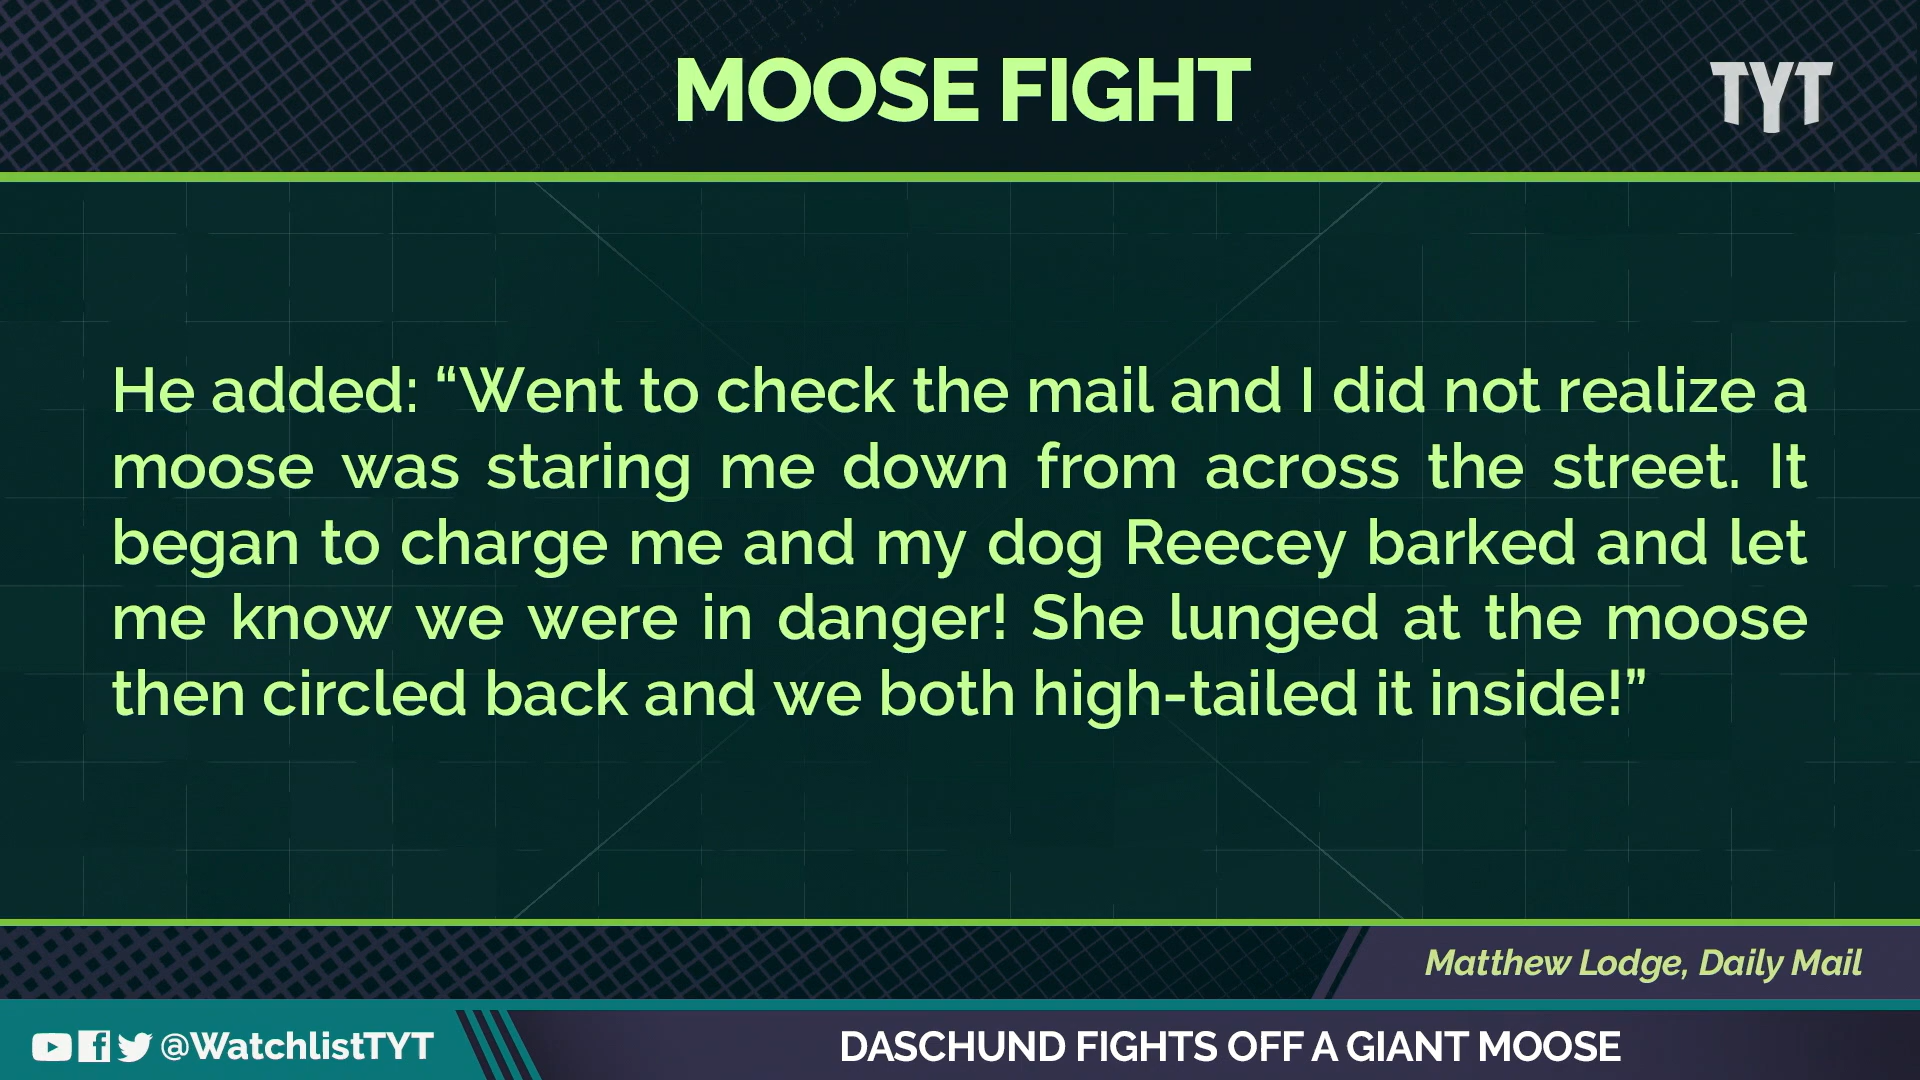 MOOSE FIGHT
TYT
He added: “Went to check the mail and I did not realize a
moose was staring me down from across the street. It
began to charge me and my dog Reecey barked and let
me know we were in danger! She lunged at the moose
then circled back and we both high-tailed it inside!”
Matthew Lodge, Daily Mail
@WatchlistTYT
DASCHUND FIGHTS OFF A GIANT MOOSE